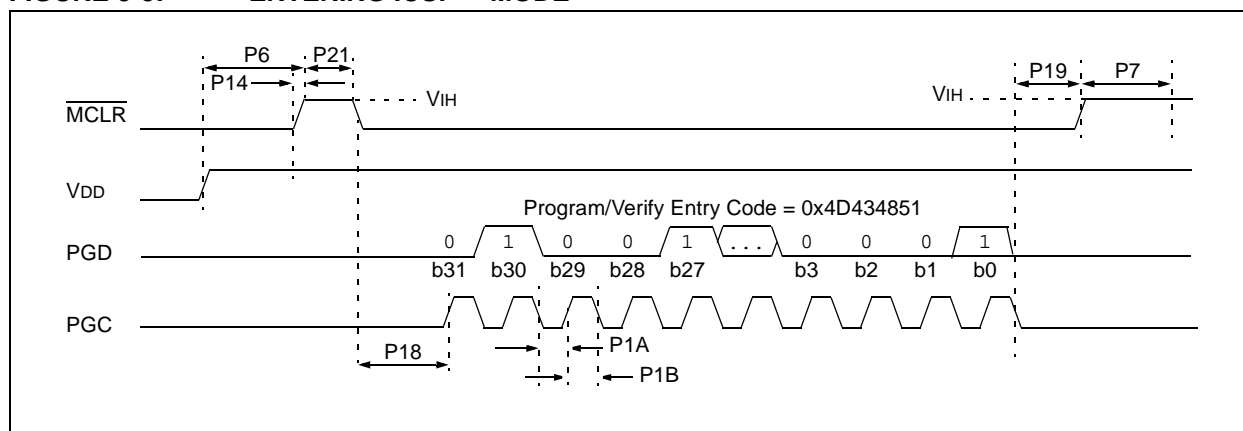 P6 P21
P19 P7
P14
VIH
VIH
MCLR
VDD
Program/Verify Entry Code = 0x4D434851
PGD
0 1 0 0 1 ... 0 0 0 1
b31 b30 b29 b28 b27 b3 b2 b1 b0
PGC
P18
P1A
P1B